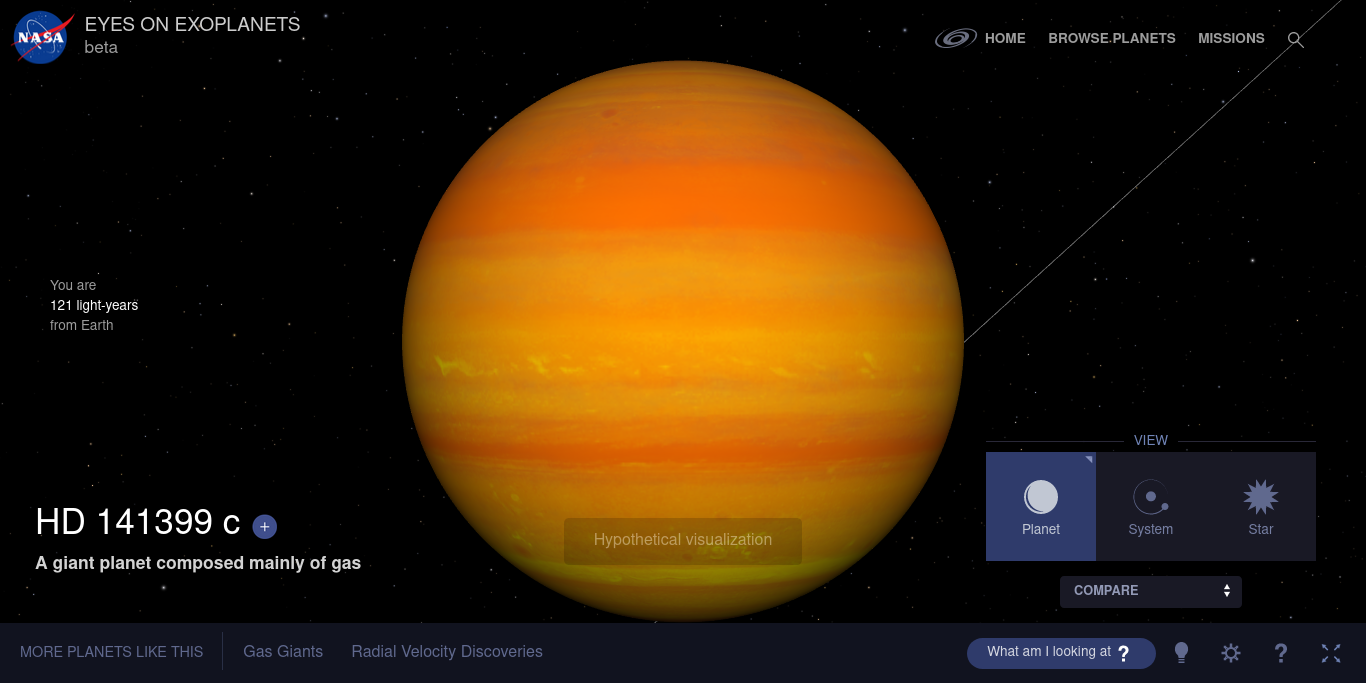 NASA
EYES ON EXOPLANETS
beta
HOME
BROWSE PLANETS
MISSIONS
You are
121 light-years
from Earth
VIEW
Planet
System
Star
HD 141399 c +
A giant planet composed mainly of gas
Hypothetical visualization
COMPARE
MORE PLANETS LIKE THIS
Gas Giants
Radial Velocity Discoveries
What am I looking at ?
?